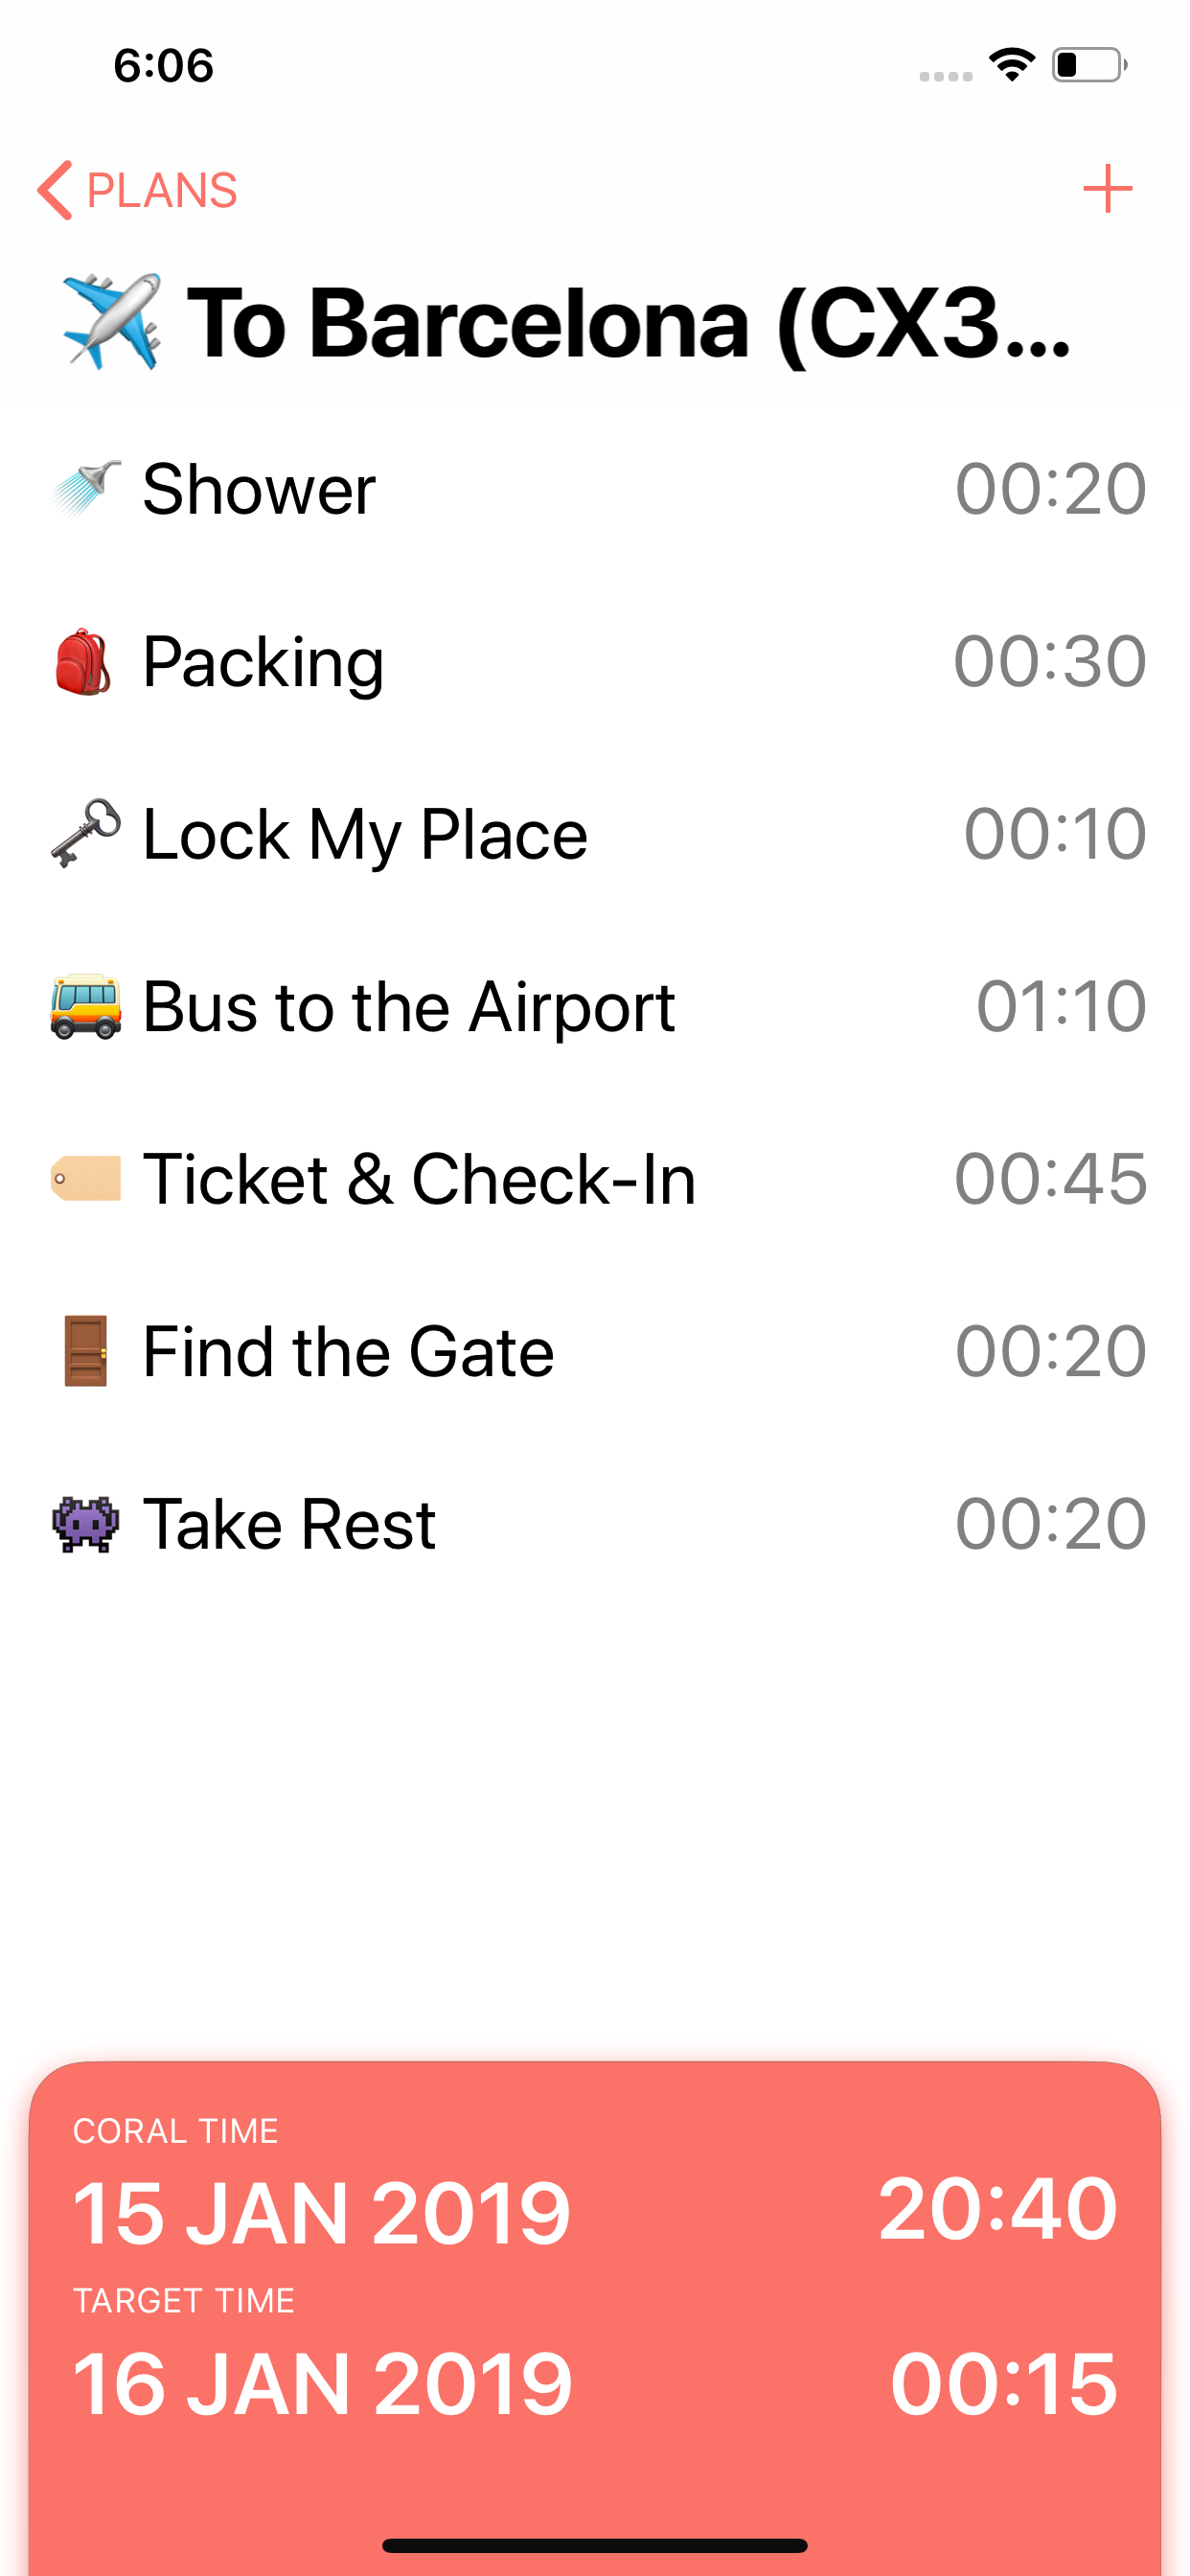 6:06
PLANS
To Barcelona (CX3...
Shower 00:20
Packing 00:30
Lock My Place 00:10
Bus to the Airport 01:10
Ticket & Check-In 00:45
Find the Gate 00:20
Take Rest 00:20
CORAL TIME
15 JAN 2019 20:40
TARGET TIME
16 JAN 2019 00:15